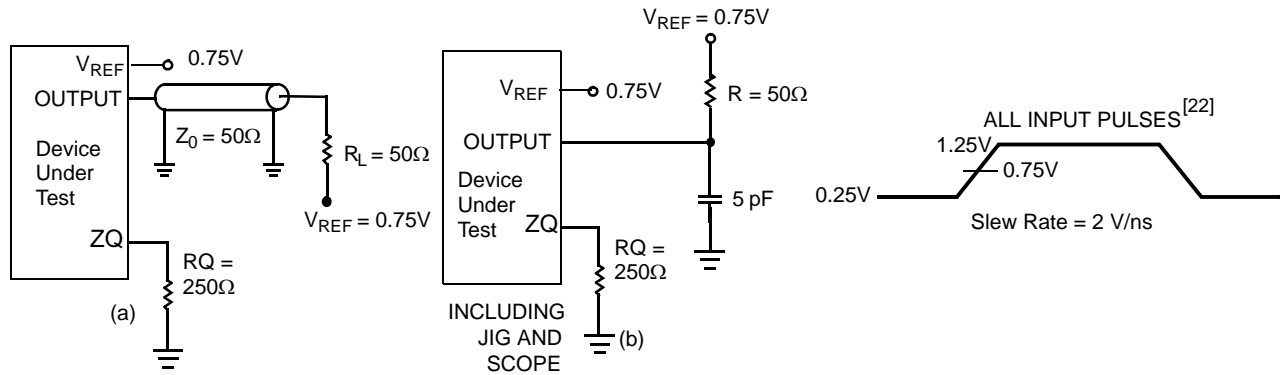 V_REF 0.75V
OUTPUT
Z₀ = 50Ω
Device
Under
Test
R_L = 50Ω
V_REF = 0.75V
ZQ
RQ =
250Ω
(a)
V_REF = 0.75V
R = 50Ω
V_REF 0.75V
OUTPUT
Device
Under
Test
5 pF
ZQ
RQ =
250Ω
INCLUDING
JIG AND
SCOPE
(b)
ALL INPUT PULSES[22]
1.25V
0.75V
0.25V
Slew Rate = 2 V/ns